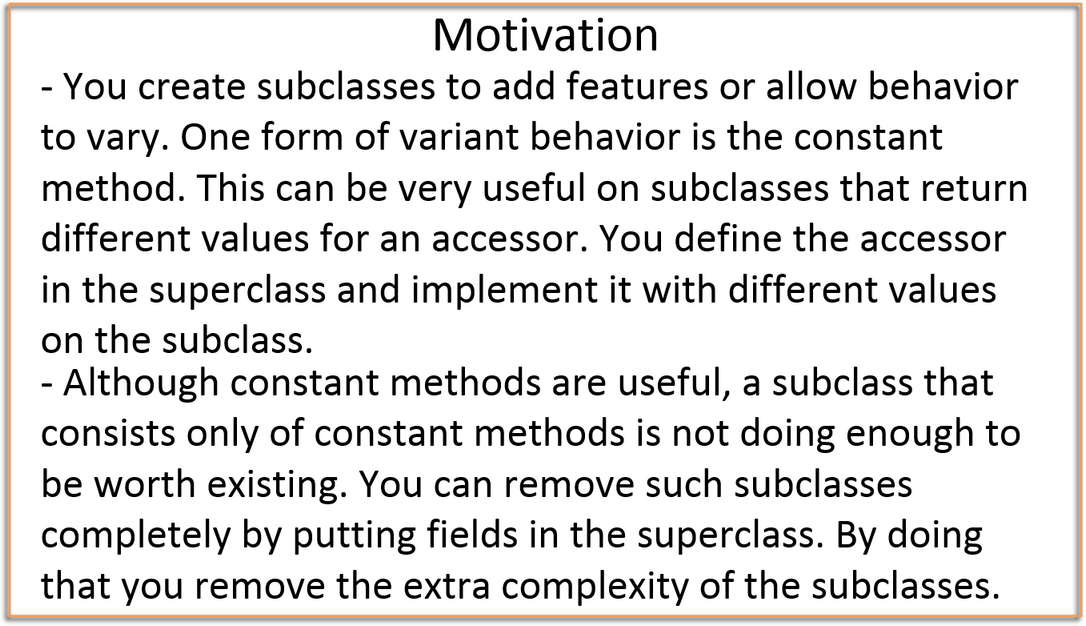 Motivation
- You create subclasses to add features or allow behavior
to vary. One form of variant behavior is the constant
method. This can be very useful on subclasses that return
different values for an accessor. You define the accessor
in the superclass and implement it with different values
on the subclass.
- Although constant methods are useful, a subclass that
consists only of constant methods is not doing enough to
be worth existing. You can remove such subclasses
completely by putting fields in the superclass. By doing
that you remove the extra complexity of the subclasses.